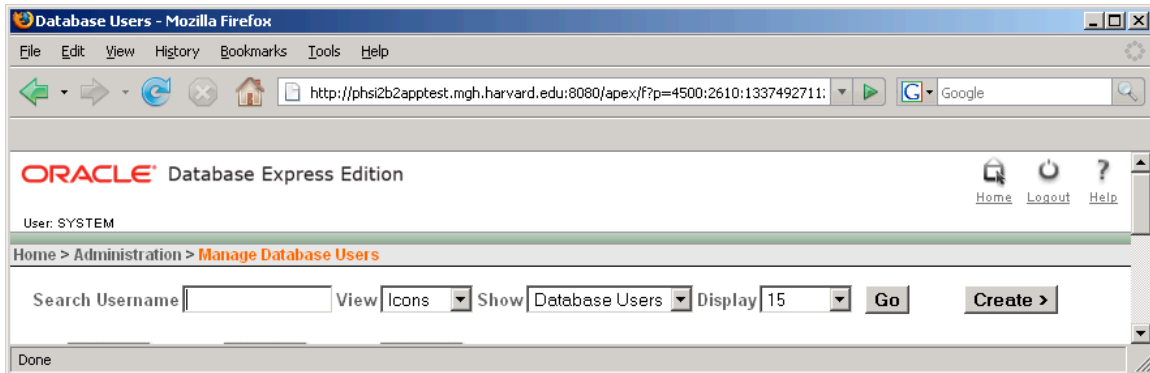 Database Users - Mozilla Firefox
File Edit View History Bookmarks Tools Help
http://phsi2b2apptest.mgh.harvard.edu:8080/apex/f?p=4500:2610:1337492711: G Google
ORACLE Database Express Edition
Home Logout Help
User: SYSTEM
Home > Administration > Manage Database Users
Search Username View Icons Show Database Users Display 15 Go Create >
Done